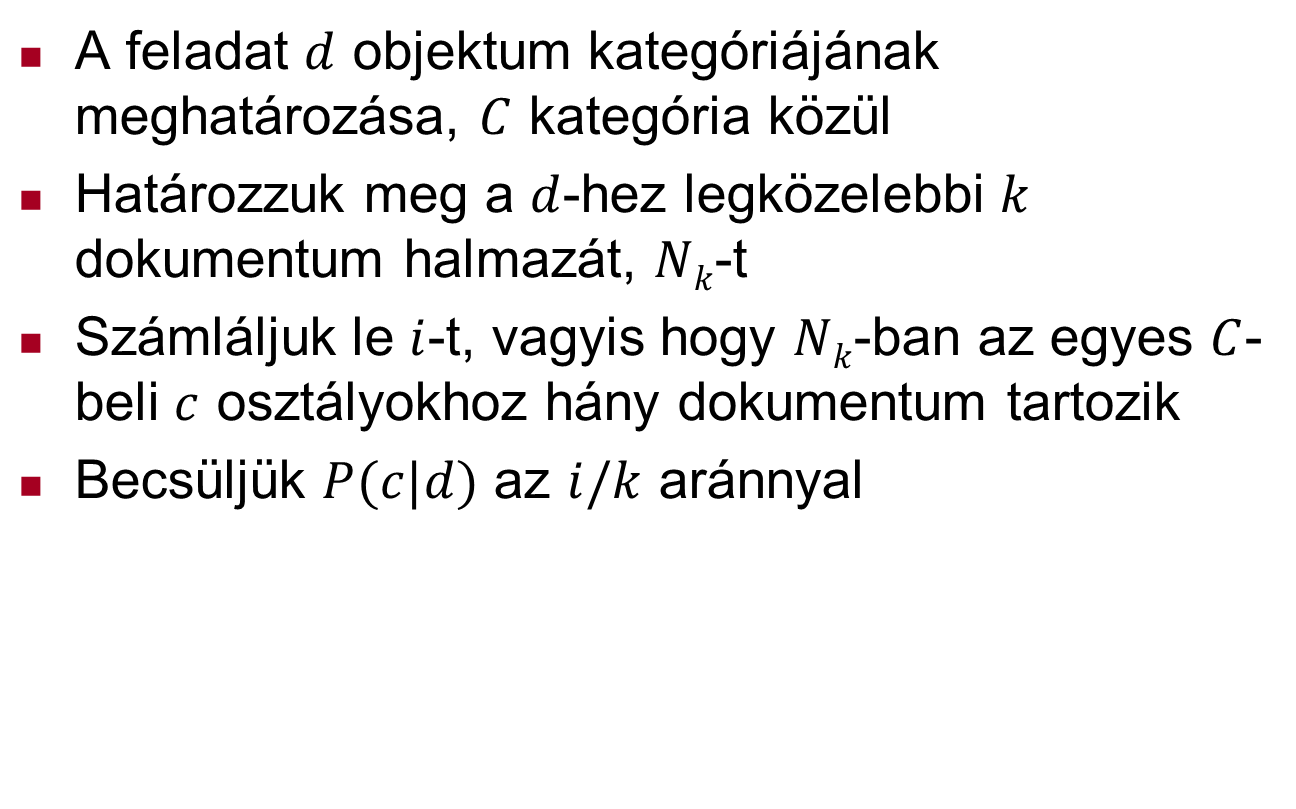 ▪ A feladat d objektum kategóriájának
meghatározása, C kategória közül
▪ Határozzuk meg a d-hez legközelebbi k
dokumentum halmazát, Nₖ-t
▪ Számláljuk le i-t, vagyis hogy Nₖ-ban az egyes C-
beli c osztályokhoz hány dokumentum tartozik
▪ Becsüljük P(c|d) az i/k aránnyal